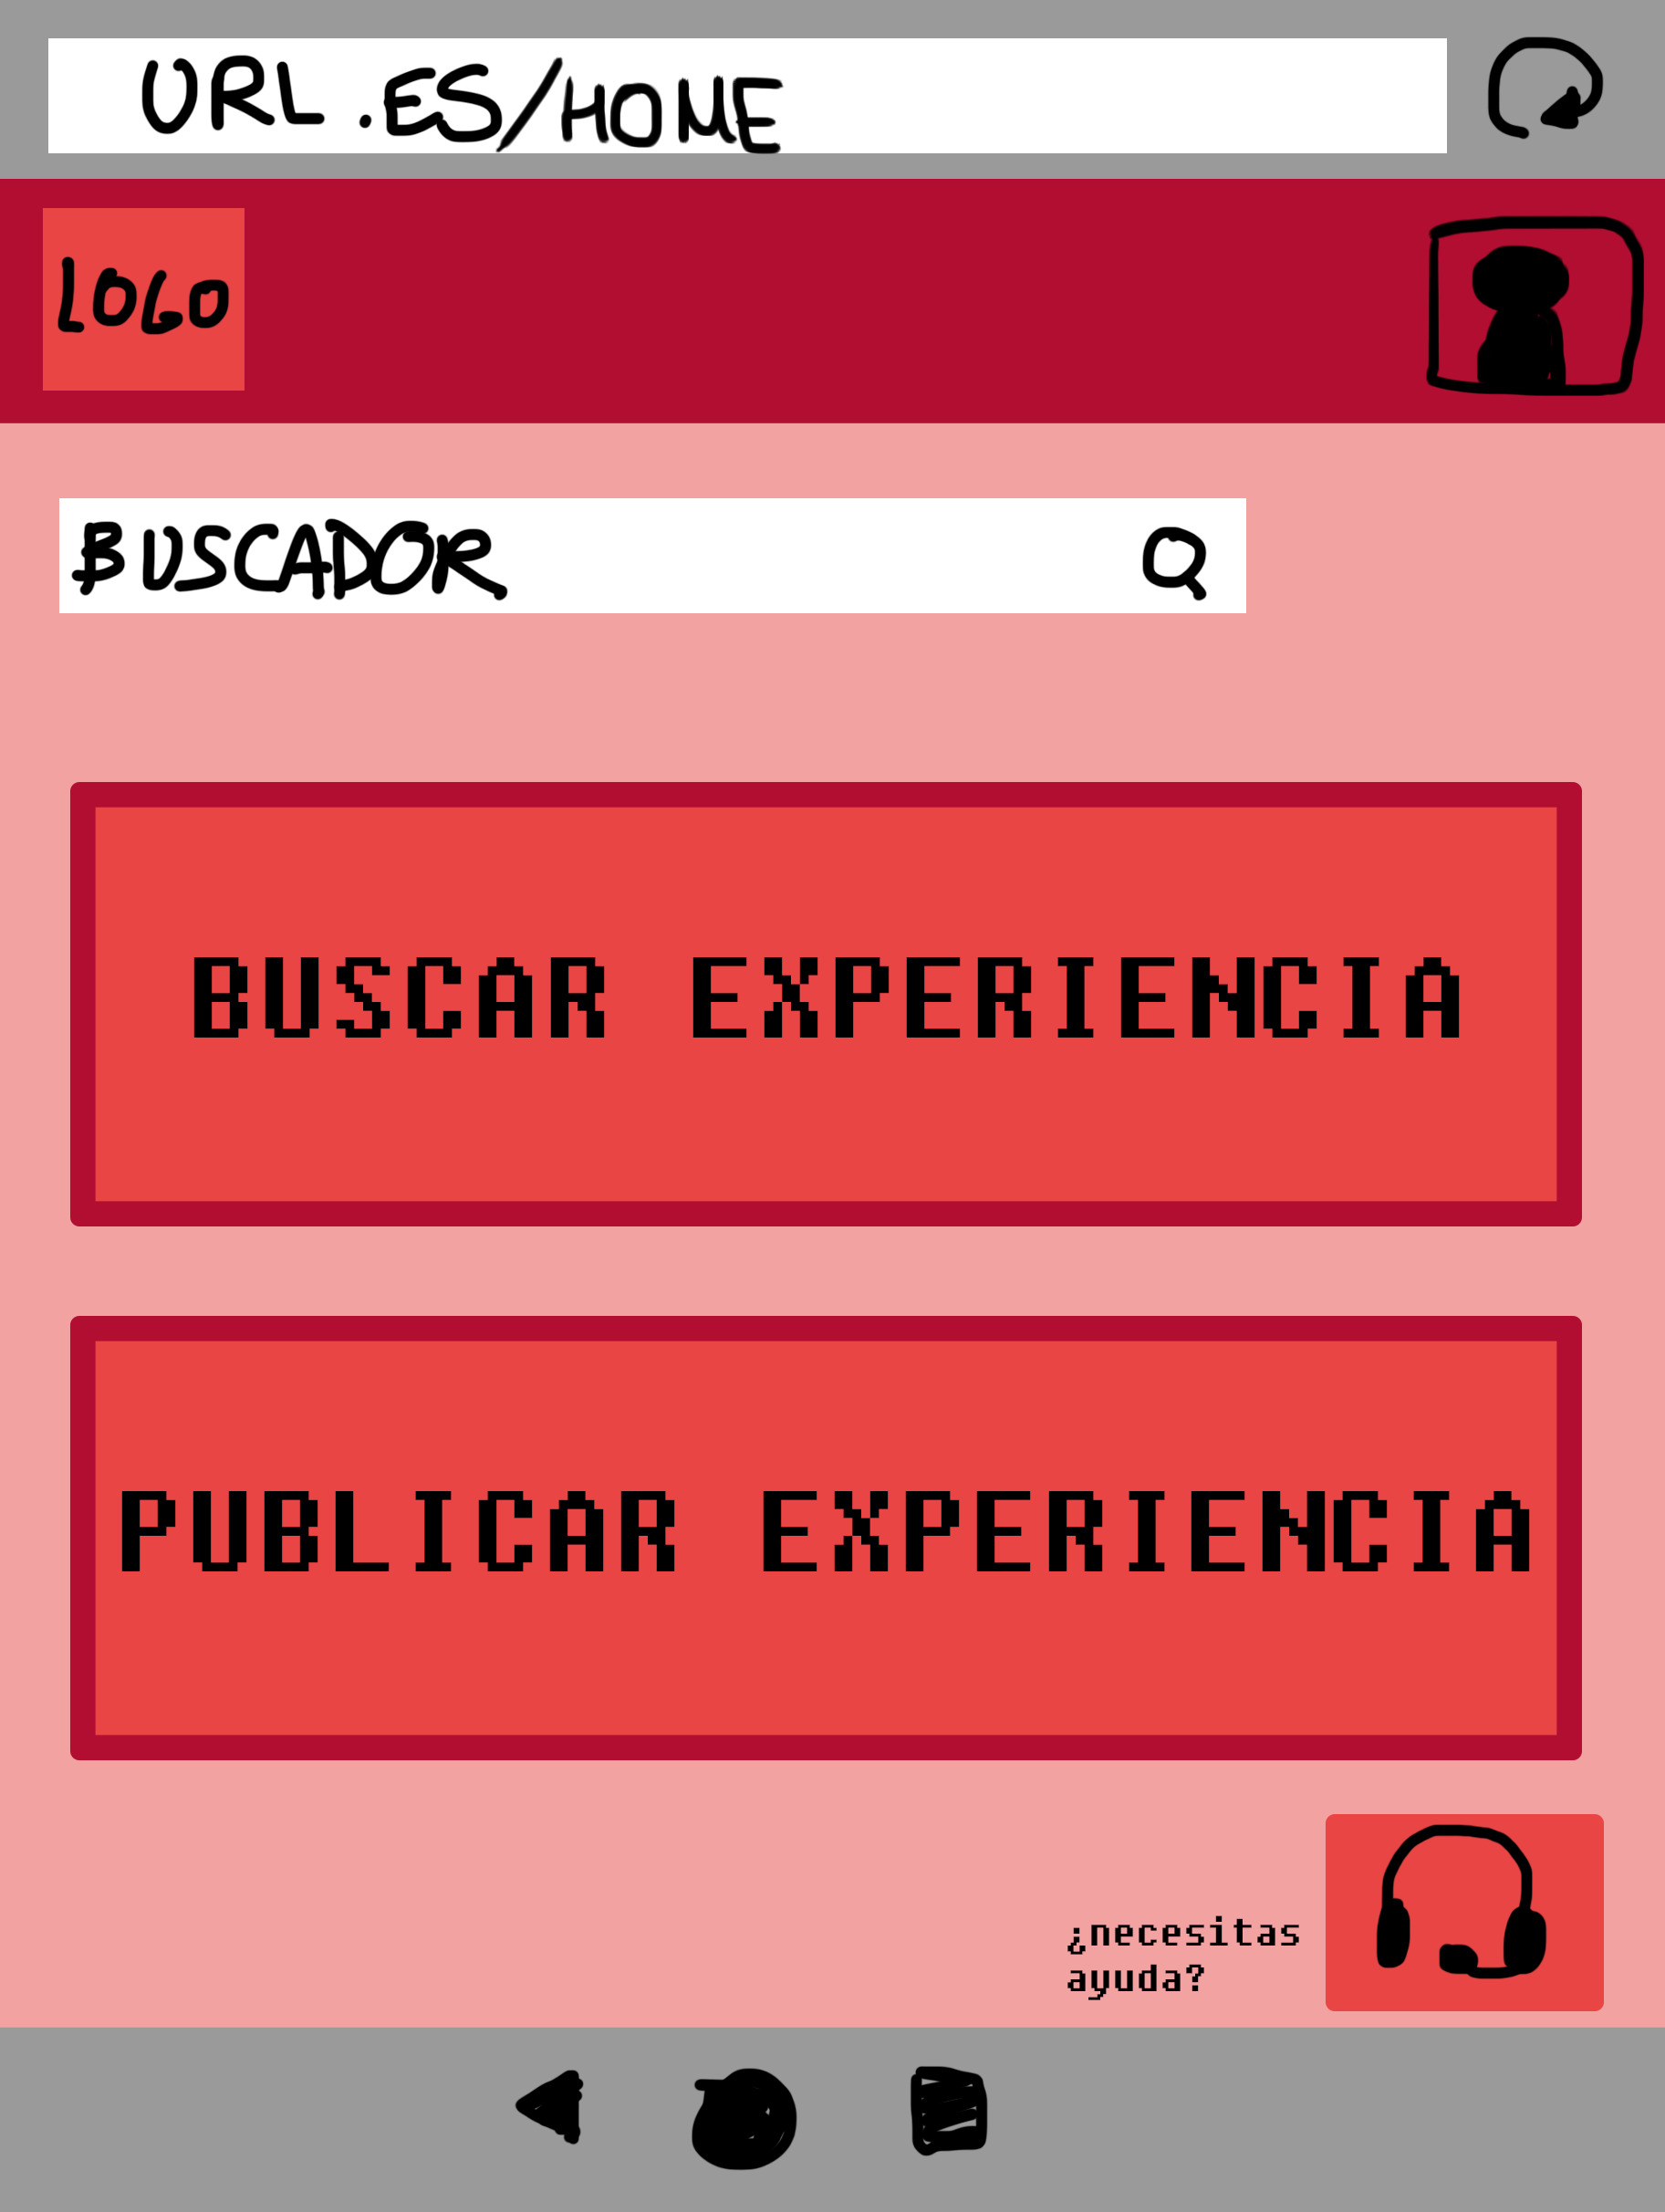 URL.ES/HOME
LOGO
BUSCADOR
BUSCAR EXPERIENCIA
PUBLICAR EXPERIENCIA
¿necesitas
ayuda?